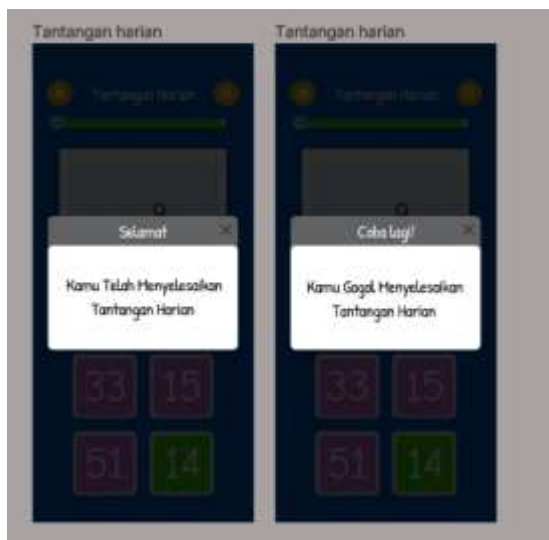 Tantangan harian
Tantangan Harian
Selamat
Kamu Telah Menyelesaikan
Tantangan Harian
33 15
51 14
Tantangan harian
Tantangan Harian
Coba lagi!
Kamu Gagal Menyelesaikan
Tantangan Harian
33 15
51 14